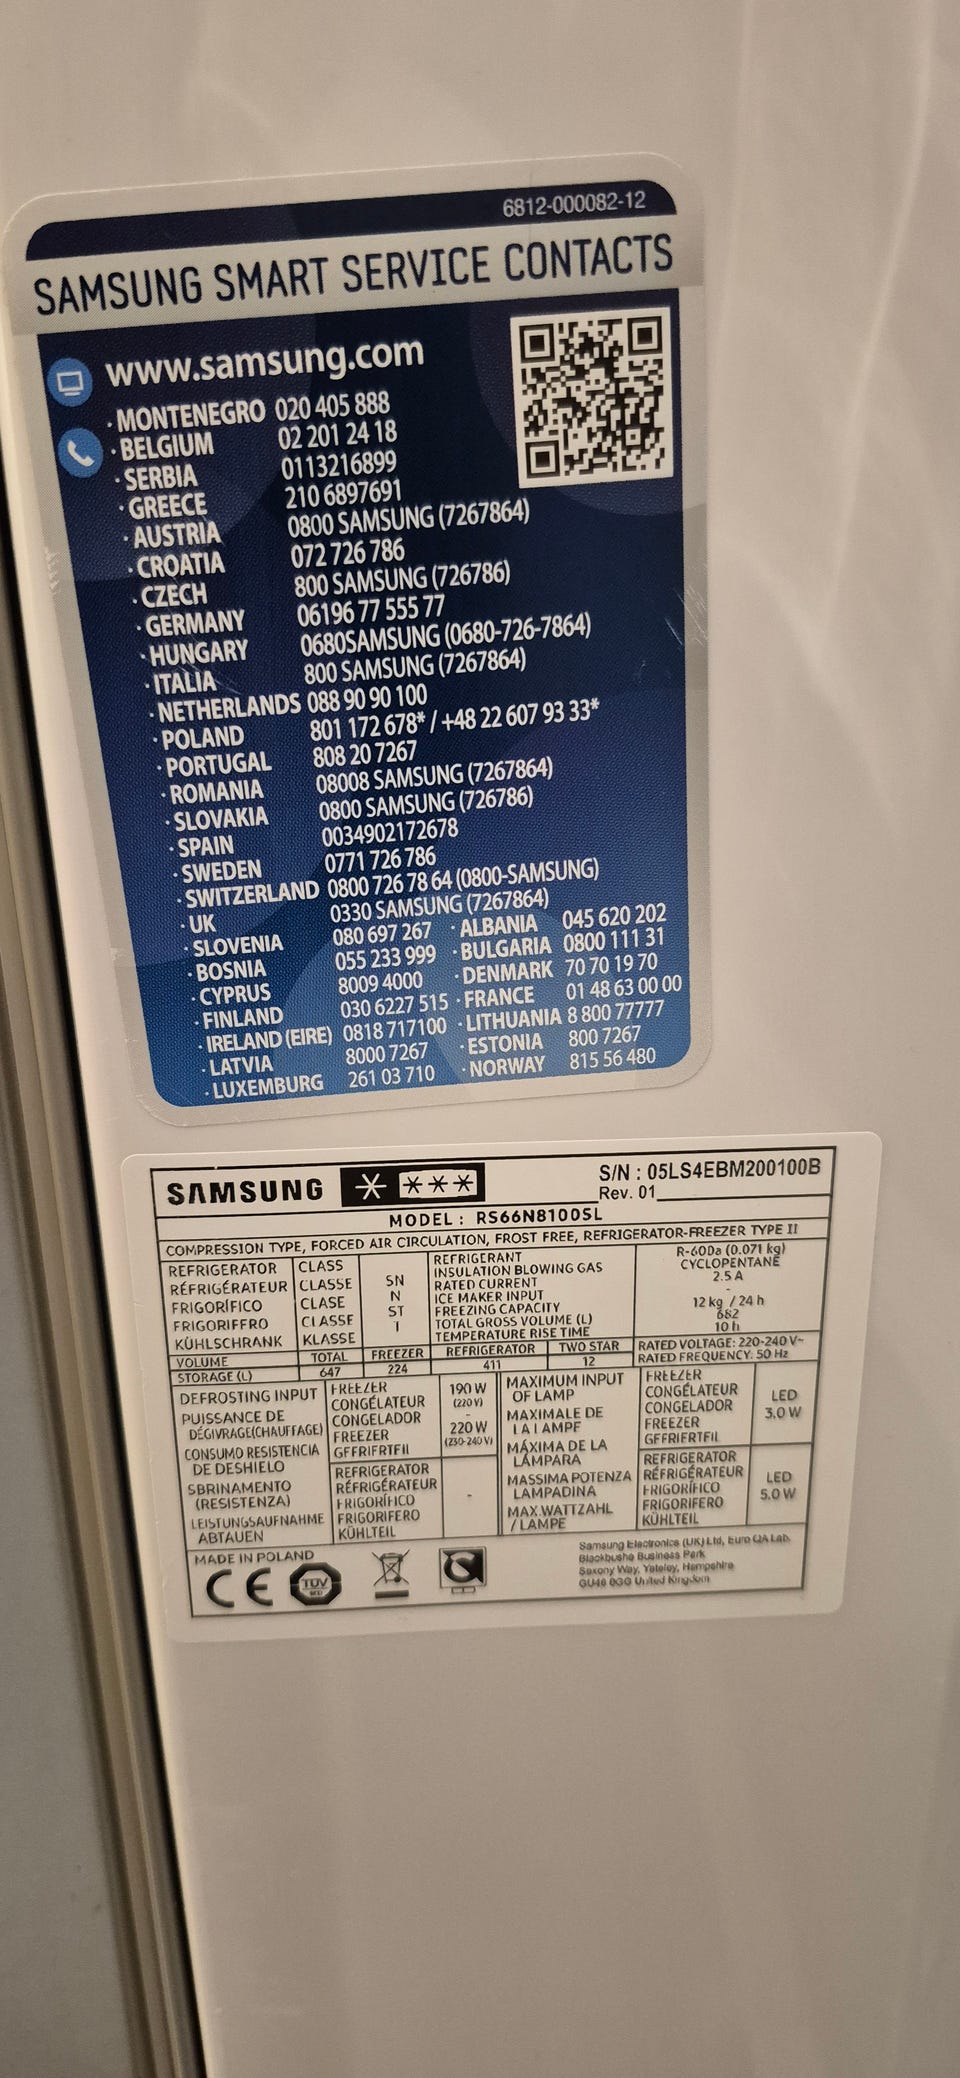 6812-000082-12
SAMSUNG SMART SERVICE CONTACTS
www.samsung.com
· MONTENEGRO 020 405 888
· BELGIUM 02 201 24 18
· SERBIA 0113216899
· GREECE 210 6897691
· AUSTRIA 0800 SAMSUNG (7267864)
· CROATIA 072 726 786
· CZECH 800 SAMSUNG (726786)
· GERMANY 06196 77 555 77
· HUNGARY 0680SAMSUNG (0680-726-7864)
· ITALIA 800 SAMSUNG (7267864)
· NETHERLANDS 088 90 90 100
· POLAND 801 172 678* / +48 22 607 93 33*
· PORTUGAL 808 20 7267
· ROMANIA 08008 SAMSUNG (7267864)
· SLOVAKIA 0800 SAMSUNG (726786)
· SPAIN 0034902172678
· SWEDEN 0771 726 786
· SWITZERLAND 0800 726 78 64 (0800-SAMSUNG)
· UK 0330 SAMSUNG (7267864)
· SLOVENIA 080 697 267 · ALBANIA 045 620 202
· BOSNIA 055 233 999 · BULGARIA 0800 111 31
· CYPRUS 8009 4000 · DENMARK 70 70 19 70
· FINLAND 030 6227 515 · FRANCE 01 48 63 00 00
· IRELAND (EIRE) 0818 717100 · LITHUANIA 8 800 77777
· LATVIA 8000 7267 · ESTONIA 800 7267
· LUXEMBURG 261 03 710 · NORWAY 815 56 480
SAMSUNG
S/N : 05LS4EBM200100B
Rev. 01
MODEL : RS66N8100SL
COMPRESSION TYPE, FORCED AIR CIRCULATION, FROST FREE, REFRIGERATOR-FREEZER TYPE II
REFRIGERATOR CLASS
RÉFRIGÉRATEUR CLASSE
FRIGORÍFICO CLASE
FRIGORIFERO CLASSE
KÜHLSCHRANK KLASSE
SN
N
ST
T
REFRIGERANT R-600a (0.071 kg)
INSULATION BLOWING GAS CYCLOPENTANE
RATED CURRENT 2.5 A
ICE MAKER INPUT -
FREEZING CAPACITY 12 kg / 24 h
TOTAL GROSS VOLUME (L) 682
TEMPERATURE RISE TIME 10 h
VOLUME TOTAL FREEZER REFRIGERATOR TWO STAR
STORAGE (L) 647 224 411 12
RATED VOLTAGE: 220-240 V~
RATED FREQUENCY: 50 Hz
DEFROSTING INPUT
PUISSANCE DE
DÉGIVRAGE(CHAUFFAGE)
CONSUMO RESISTENCIA
DE DESHIELO
SBRINAMENTO
(RESISTENZA)
LEISTUNGSAUFNAHME
ABTAUEN
FREEZER
CONGÉLATEUR
CONGELADOR
FREEZER
GEFRIERTEIL
190 W
(220 V)
-
220 W
(230-240 V)
REFRIGERATOR
RÉFRIGÉRATEUR
FRIGORÍFICO
FRIGORIFERO
KÜHLTEIL
-
MAXIMUM INPUT
OF LAMP
MAXIMALE DE
LA LAMPE
MÁXIMA DE LA
LÁMPARA
MASSIMA POTENZA
LAMPADINA
MAX.WATTZAHL
/ LAMPE
FREEZER
CONGÉLATEUR
CONGELADOR
FREEZER
GEFRIERTEIL
LED
3.0 W
REFRIGERATOR
RÉFRIGÉRATEUR
FRIGORÍFICO
FRIGORIFERO
KÜHLTEIL
LED
5.0 W
MADE IN POLAND
CE
TÜV
Samsung Electronics (UK) Ltd, Euro QA Lab.
Blackbushe Business Park
Saxony Way, Yateley, Hampshire
GU46 6GG United Kingdom